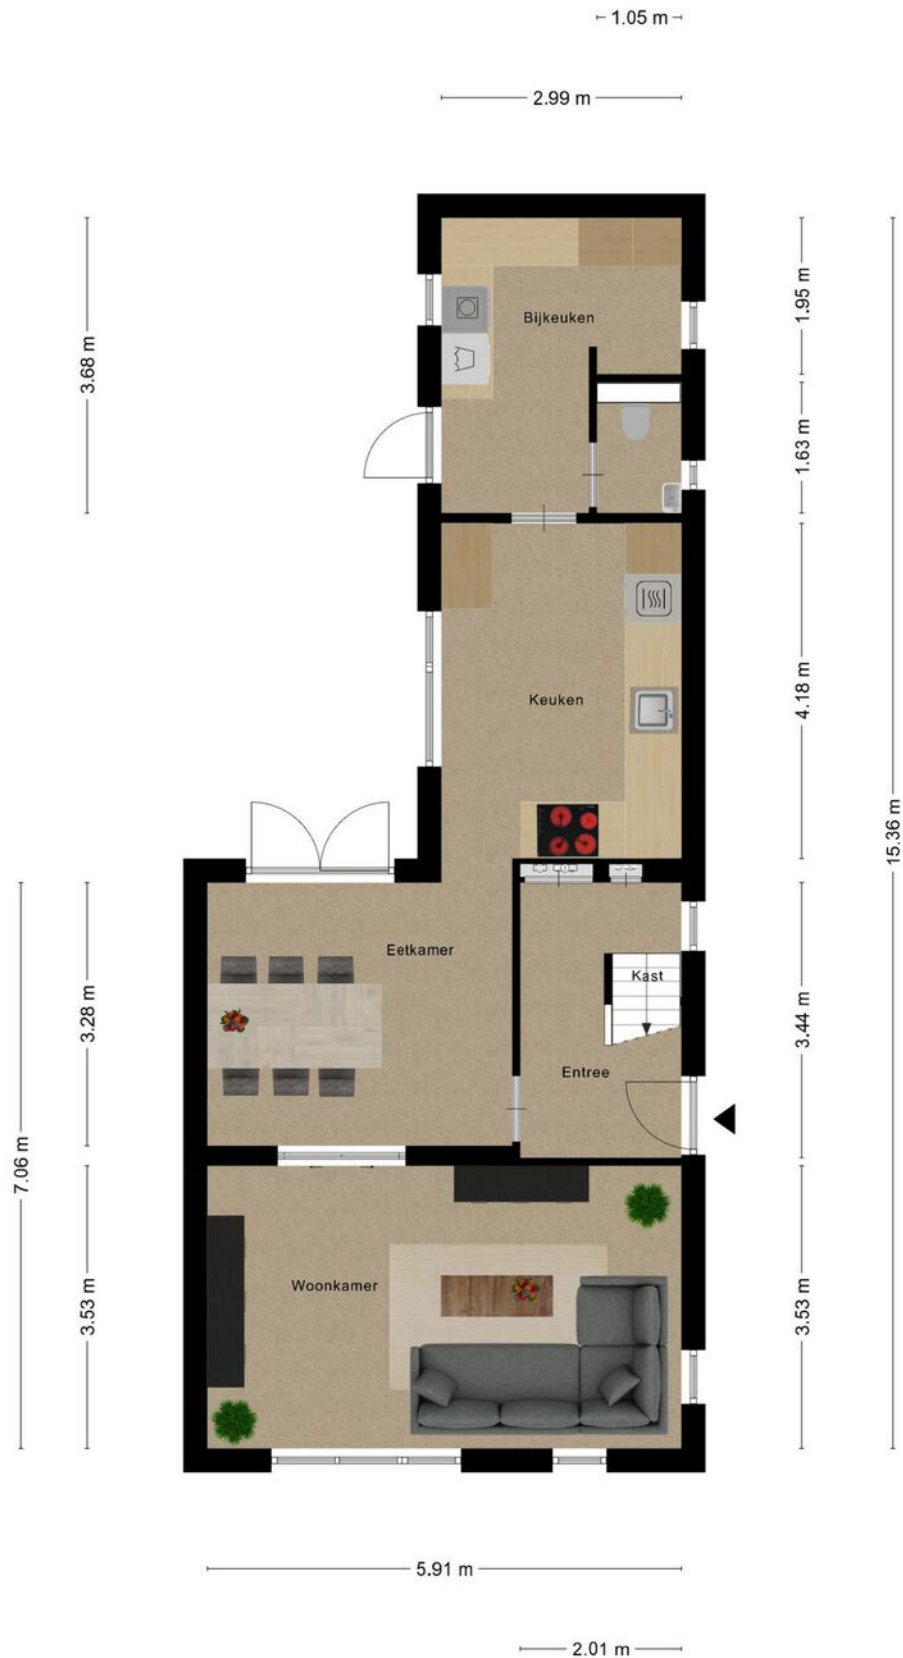 1.05 m
2.99 m
3.68 m
1.95 m
Bijkeuken
1.63 m
Keuken
4.18 m
15.36 m
Eetkamer
Kast
3.28 m
3.44 m
Entree
7.06 m
Woonkamer
3.53 m
3.53 m
5.91 m
2.01 m